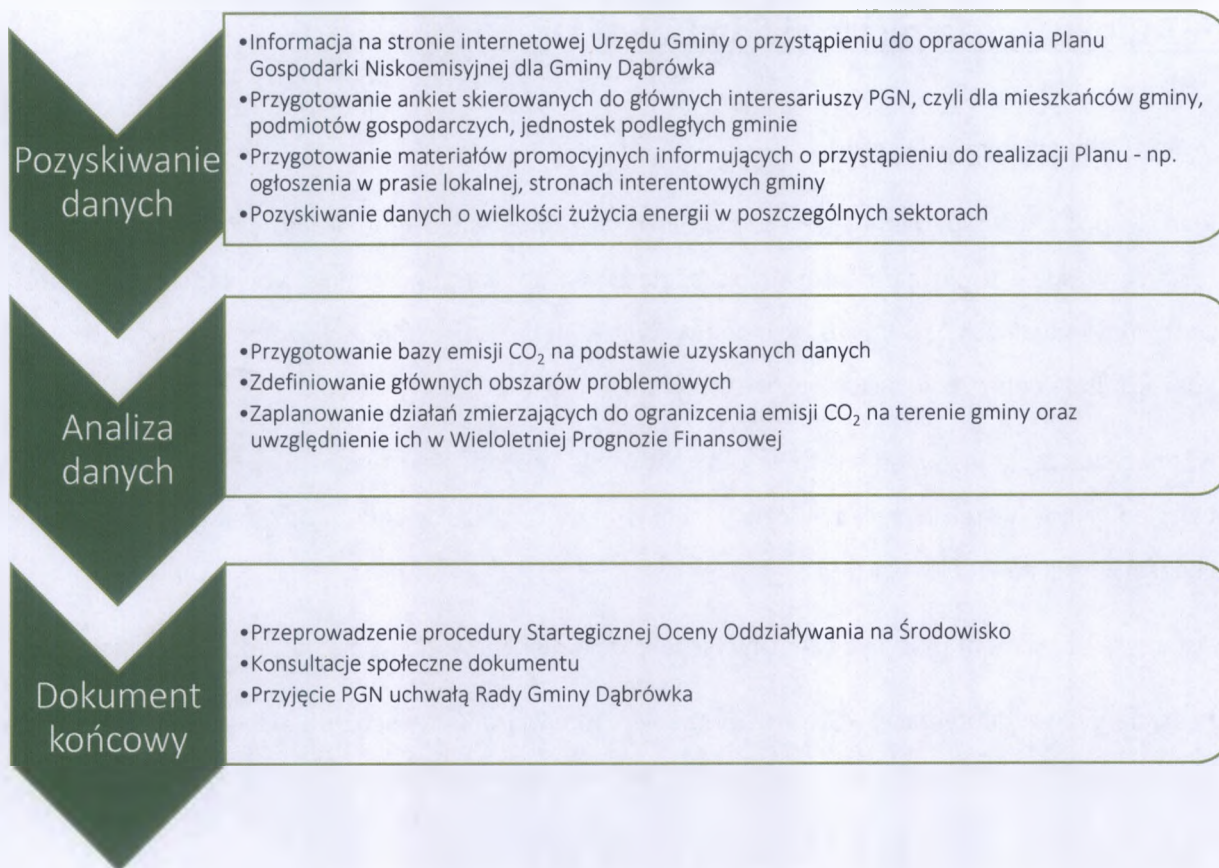 Pozyskiwanie
danych
•Informacja na stronie internetowej Urzędu Gminy o przystąpieniu do opracowania Planu
Gospodarki Niskoemisyjnej dla Gminy Dąbrówka
•Przygotowanie ankiet skierowanych do głównych interesariuszy PGN, czyli dla mieszkańców gminy,
podmiotów gospodarczych, jednostek podległych gminie
•Przygotowanie materiałów promocyjnych informujących o przystąpieniu do realizacji Planu - np.
ogłoszenia w prasie lokalnej, stronach interentowych gminy
•Pozyskiwanie danych o wielkości żużycia energii w poszczególnych sektorach
Analiza
danych
•Przygotowanie bazy emisji CO₂ na podstawie uzyskanych danych
•Zdefiniowanie głównych obszarów problemowych
•Zaplanowanie działań zmierzających do ogranizcenia emisji CO₂ na terenie gminy oraz
uwzględnienie ich w Wieloletniej Prognozie Finansowej
Dokument
końcowy
•Przeprowadzenie procedury Startegicznej Oceny Oddziaływania na Środowisko
•Konsultacje społeczne dokumentu
•Przyjęcie PGN uchwałą Rady Gminy Dąbrówka